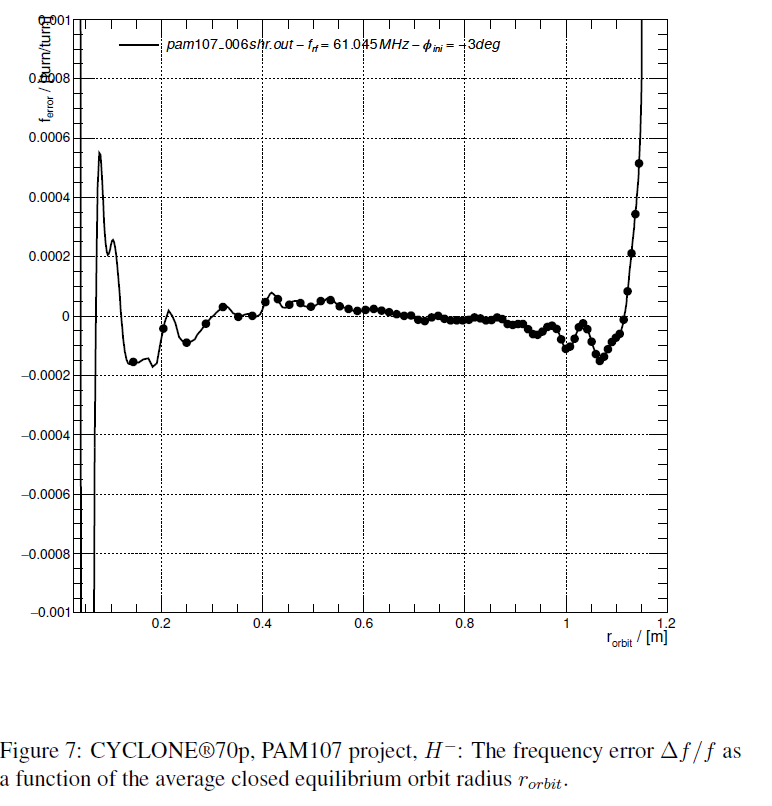 0.001
f_error / [turn/turn]
pam107_006shr.out – f_rf = 61.045MHz – ϕ_ini = –3deg
0.0008
0.0006
0.0004
0.0002
0
−0.0002
−0.0004
−0.0006
−0.0008
−0.001
0.2 0.4 0.6 0.8 1 1.2
r_orbit / [m]
Figure 7: CYCLONE®70p, PAM107 project, H⁻: The frequency error Δf/f as
a function of the average closed equilibrium orbit radius r_orbit.